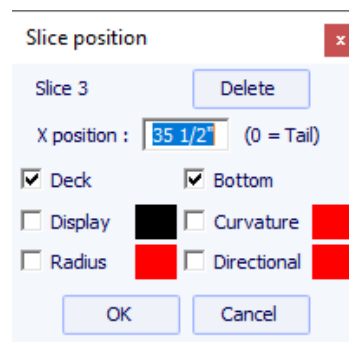 Slice position x
Slice 3 Delete
X position : 35 1/2" (0 = Tail)
Deck Bottom
Display Curvature
Radius Directional
OK Cancel